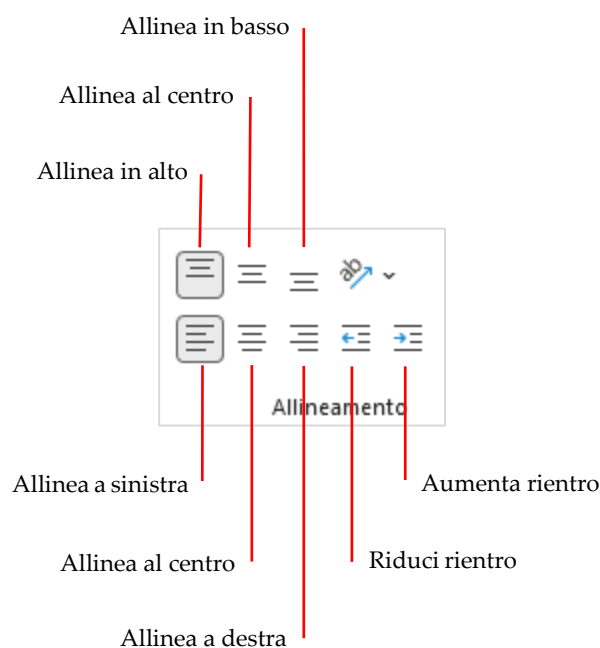 Allinea in basso
Allinea al centro
Allinea in alto
ab
Allineamento
Allinea a sinistra
Aumenta rientro
Allinea al centro
Riduci rientro
Allinea a destra